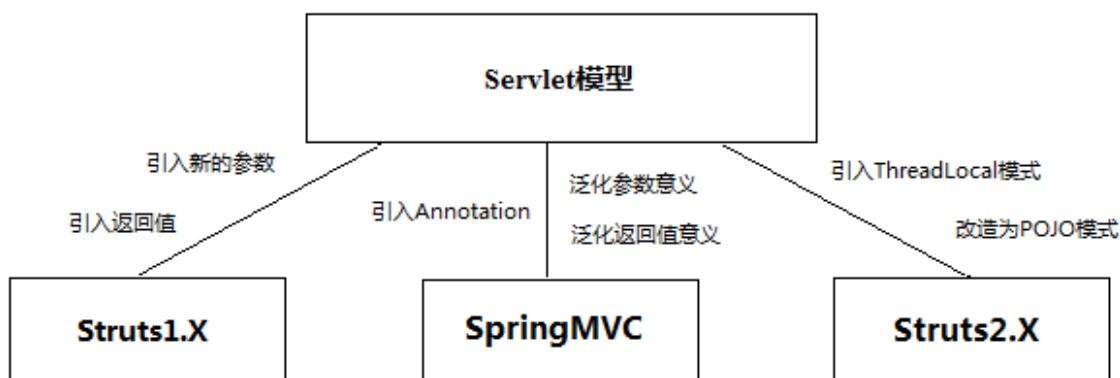 Servlet模型
引入新的参数
引入返回值
引入Annotation
泛化参数意义
泛化返回值意义
引入ThreadLocal模式
改造为POJO模式
Struts1.X
SpringMVC
Struts2.X